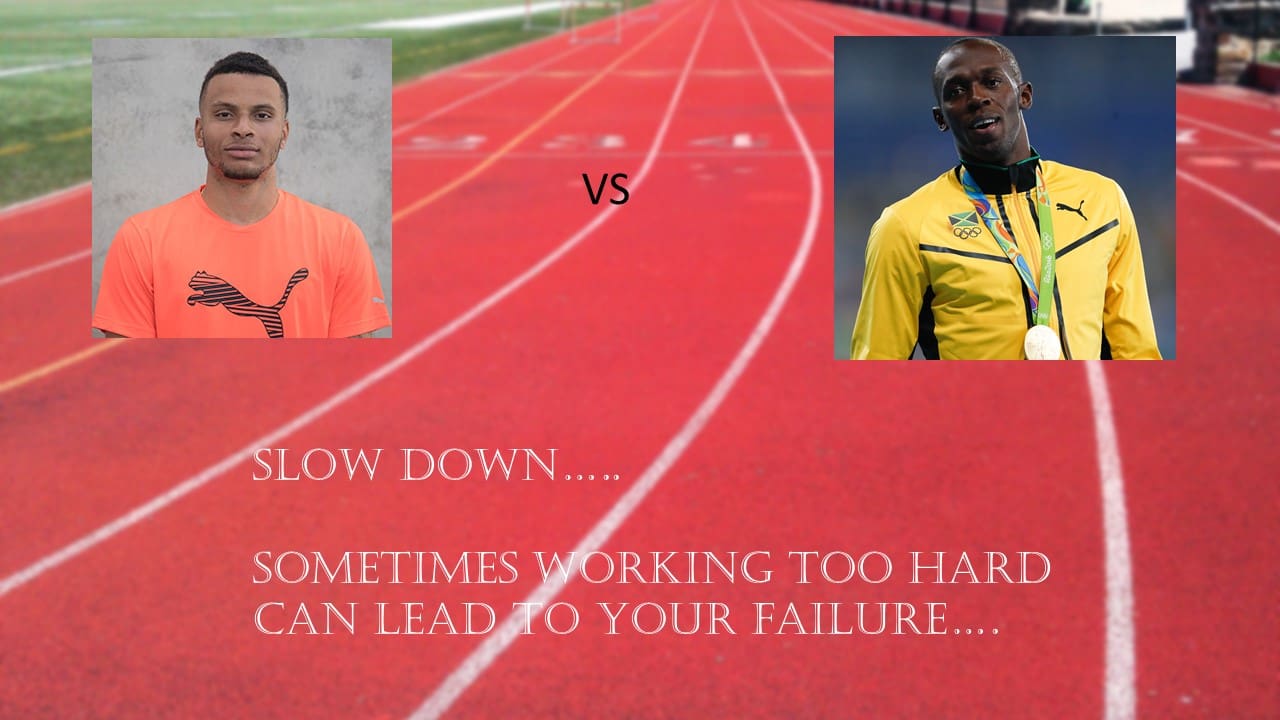 VS
SLOW DOWN.....
SOMETIMES WORKING TOO HARD
CAN LEAD TO YOUR FAILURE....